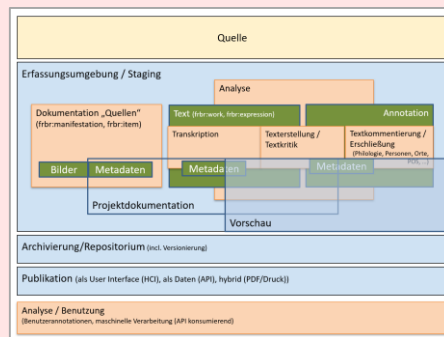 Quelle
Erfassungsumgebung / Staging
Analyse
Dokumentation „Quellen"
(frbr:manifestation, frbr:item)
Bilder
Metadaten
Text (frbr:work, frbr:expression)
Annotation
Transkription
Texterstellung /
Textkritik
Textkommentierung /
Erschließung
(Philologie, Personen, Orte,
Metadaten
Metadaten
Projektdokumentation
Vorschau
Archivierung/Repositorium (incl. Versionierung)
Publikation (als User Interface (HCI), als Daten (API), hybrid (PDF/Druck))
Analyse / Benutzung
(Benutzerannotationen, maschinelle Verarbeitung (API konsumierend)